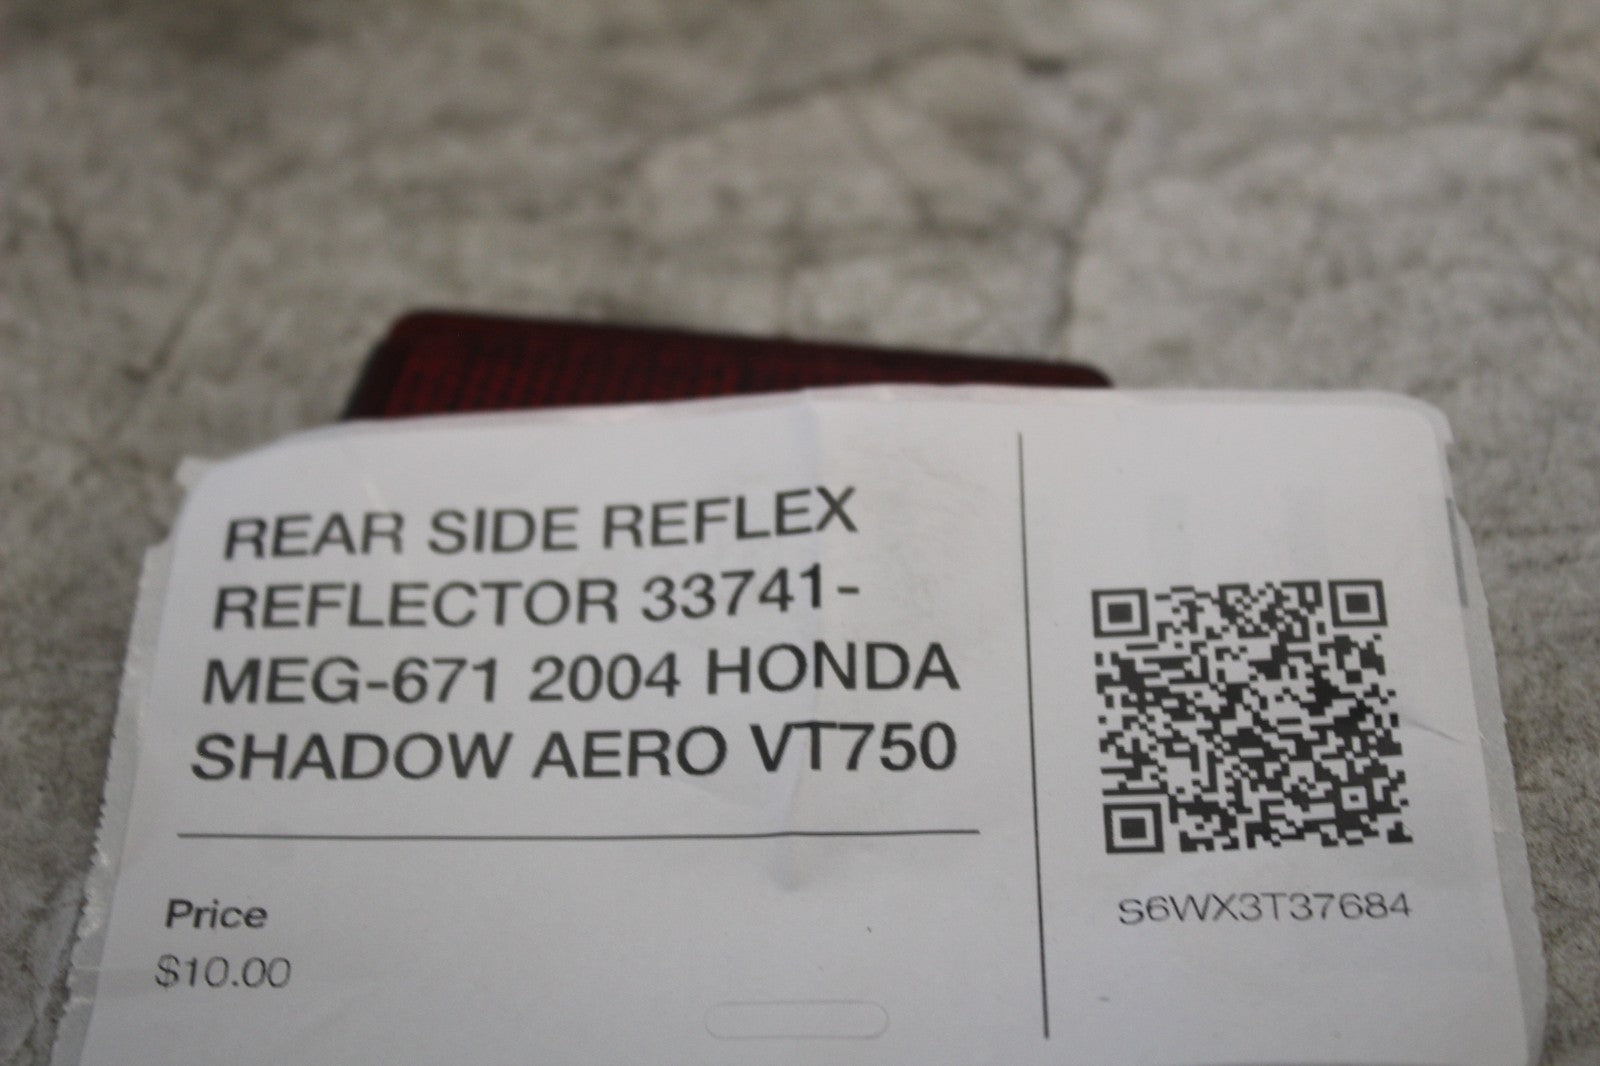 REAR SIDE REFLEX
REFLECTOR 33741-
MEG-671 2004 HONDA
SHADOW AERO VT750
Price
$10.00
S6WX3T37684